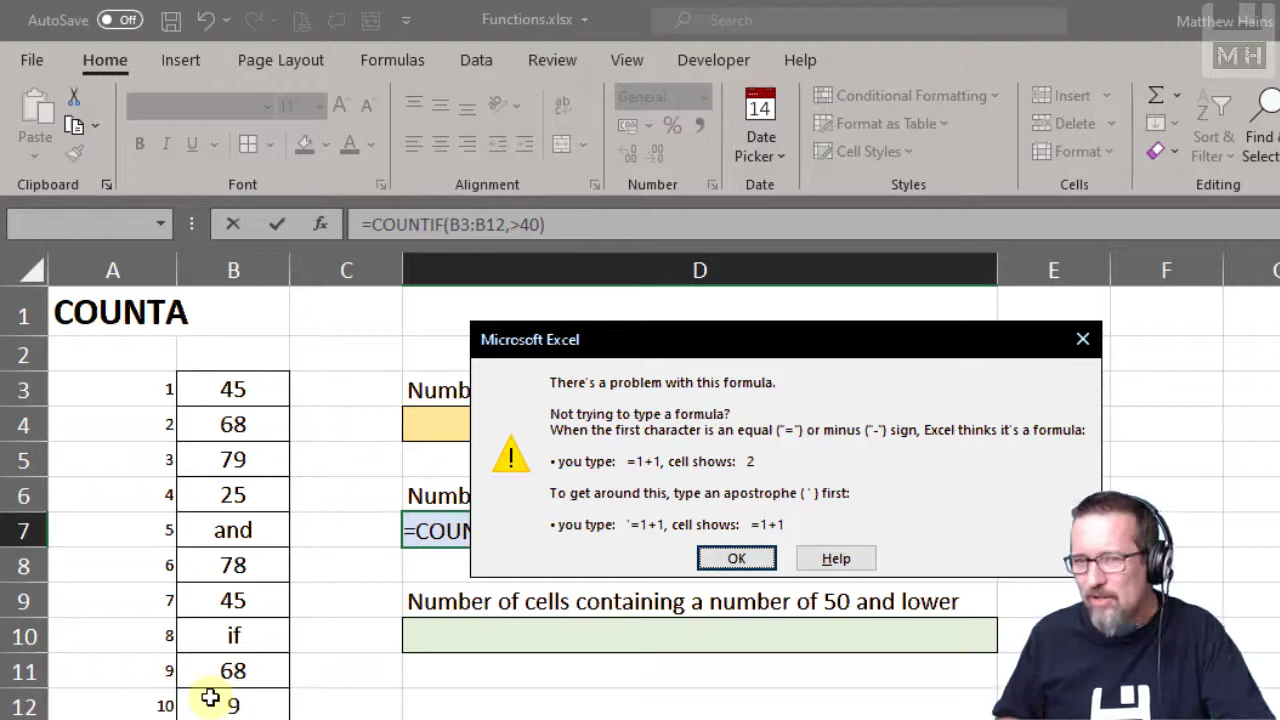 AutoSave Off Functions.xlsx Search Matthew Hains
MH
File Home Insert Page Layout Formulas Data Review View Developer Help
Paste
Clipboard
11 A A
B I U A
Font
ab
Alignment
General
%
Number
14
Date
Picker
Date
Conditional Formatting
Format as Table
Cell Styles
Styles
Insert
Delete
Format
Cells
Σ
Sort &
Filter
Find
Select
Editing
fx =COUNTIF(B3:B12,>40)
A B C D E F
1 COUNTA
2
3 1 45 Numb
4 2 68
5 3 79
6 4 25 Numb
7 5 and =COUN
8 6 78
9 7 45 Number of cells containing a number of 50 and lower
10 8 if
11 9 68
12 10 9
Microsoft Excel
There's a problem with this formula.
Not trying to type a formula?
When the first character is an equal ("=") or minus ("-") sign, Excel thinks it's a formula:
• you type: =1+1, cell shows: 2
To get around this, type an apostrophe ( ' ) first:
• you type: '=1+1, cell shows: =1+1
OK Help